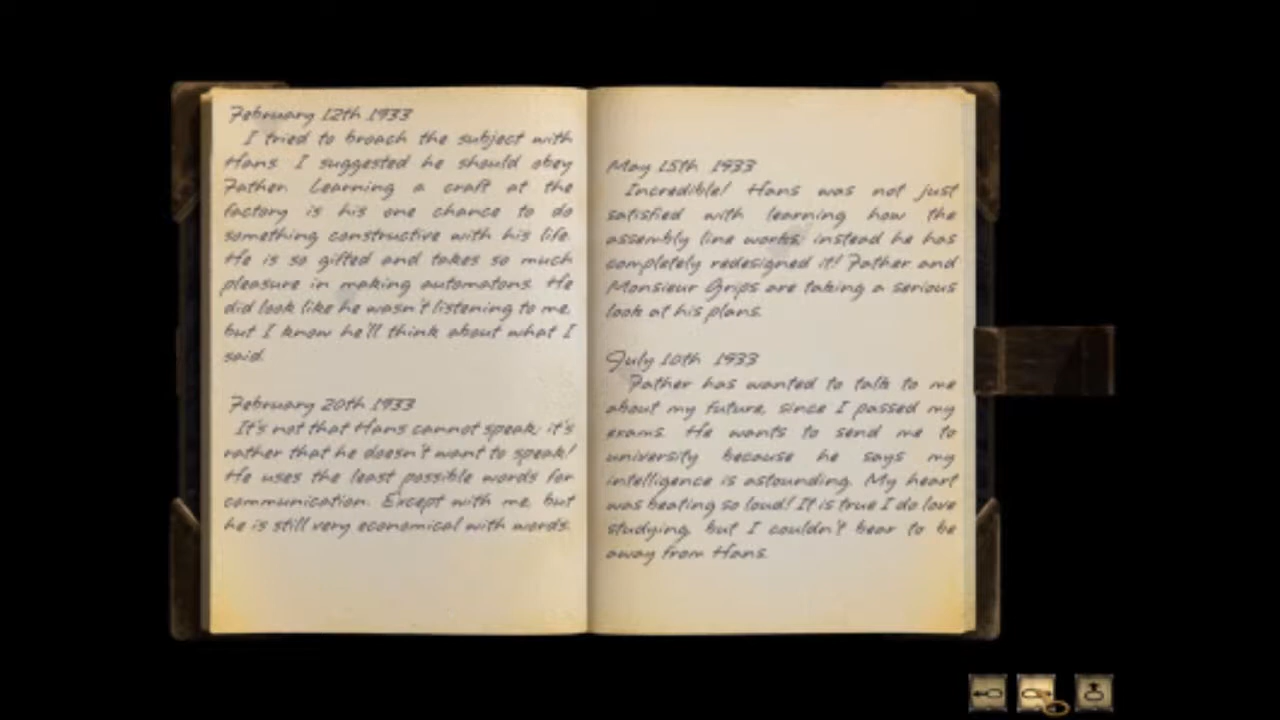 February 12th 1933
I tried to broach the subject with
Hans. I suggested he should obey
Father. Learning a craft at the
factory is his one chance to do
something constructive with his life.
He is so gifted and takes so much
pleasure in making automatons. He
did look like he wasn't listening to me,
but I know he'll think about what I
said.
February 20th 1933
It's not that Hans cannot speak; it's
rather that he doesn't want to speak!
He uses the least possible words for
communication. Except with me, but
he is still very economical with words.
May 15th 1933
Incredible! Hans was not just
satisfied with learning how the
assembly line works; instead he has
completely redesigned it! Father and
Monsieur Grips are taking a serious
look at his plans.
July 10th 1933
Father has wanted to talk to me
about my future, since I passed my
exams. He wants to send me to
university because he says my
intelligence is astounding. My heart
was beating so loud! It is true I do love
studying, but I couldn't bear to be
away from Hans.